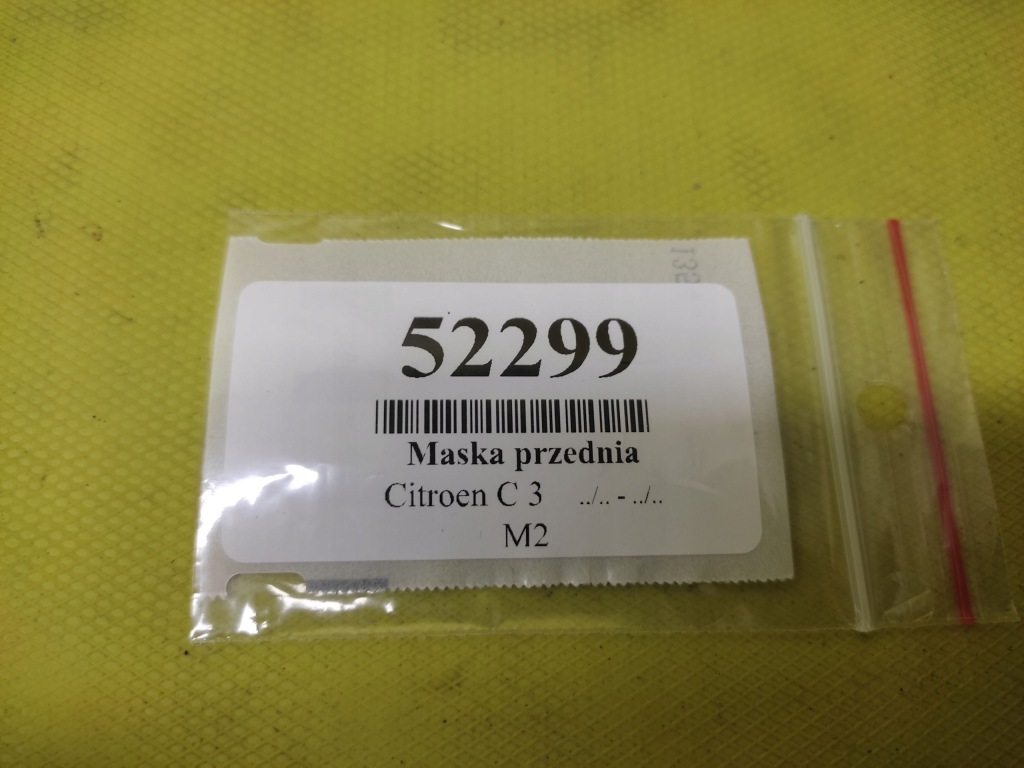 52299
Maska przednia
Citroen C 3 ../.. - ../..
M2